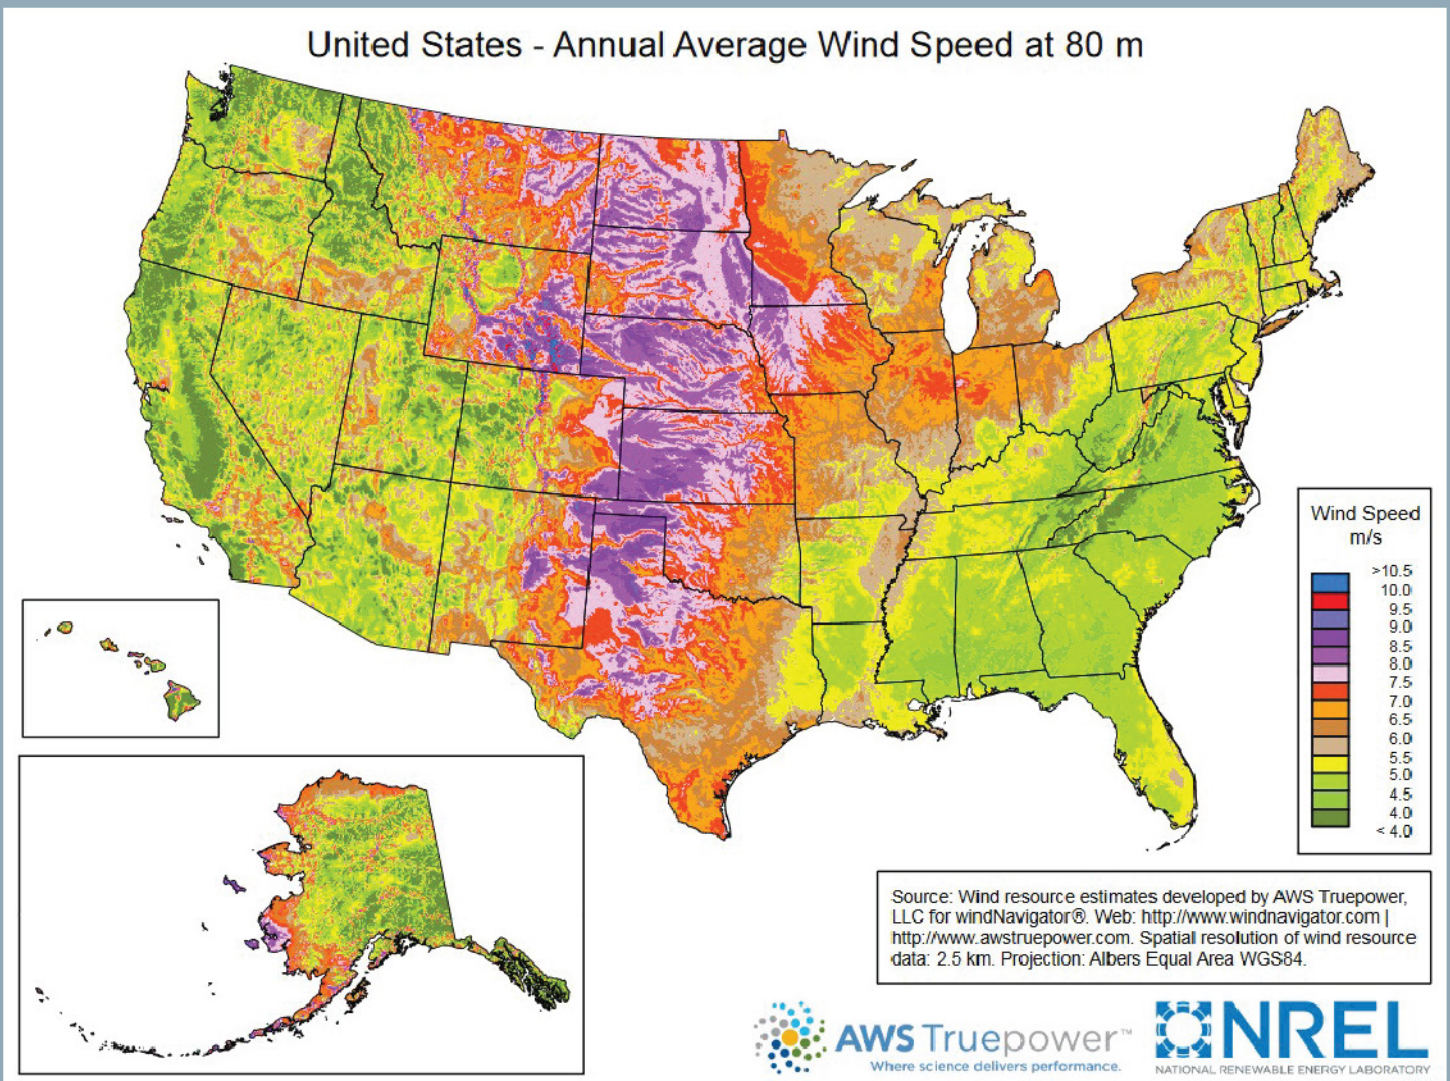 United States - Annual Average Wind Speed at 80 m
Wind Speed
m/s
>10.5
10.0
9.5
9.0
8.5
8.0
7.5
7.0
6.5
6.0
5.5
5.0
4.5
4.0
< 4.0
Source: Wind resource estimates developed by AWS Truepower,
LLC for windNavigator®. Web: http://www.windnavigator.com |
http://www.awstruepower.com. Spatial resolution of wind resource
data: 2.5 km. Projection: Albers Equal Area WGS84.
AWS Truepower™
Where science delivers performance.
NREL
NATIONAL RENEWABLE ENERGY LABORATORY